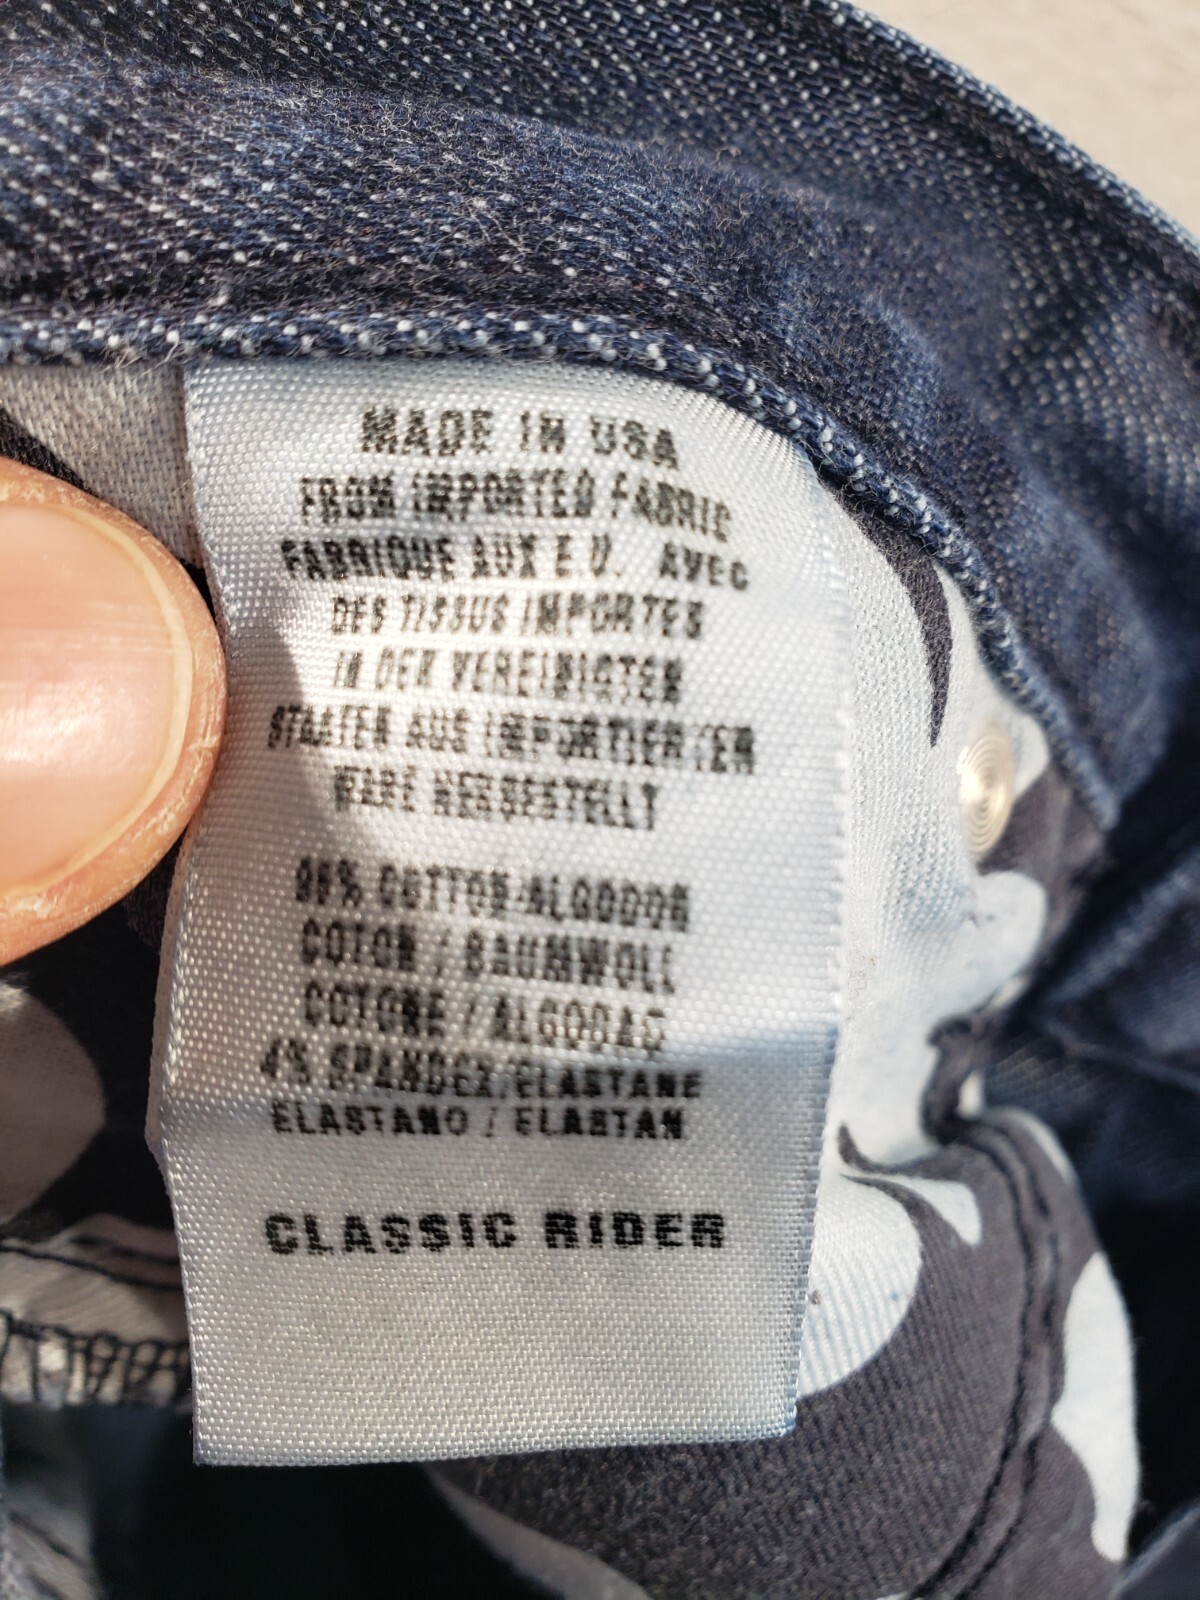 MADE IN USA
FROM IMPORTED FABRIC
FABRIQUE AUX E.U. AVEC
DES TISSUS IMPORTES
IN DEN VEREINIGTEN
STAATEN AUS IMPORTIERTER
WARE HERGESTELLT
96% COTTON/ALGODON
COTON / BAUMWOLL
COTONE / ALGODAO
4% SPANDEX/ELASTANE
ELASTANO / ELASTAN
CLASSIC RIDER